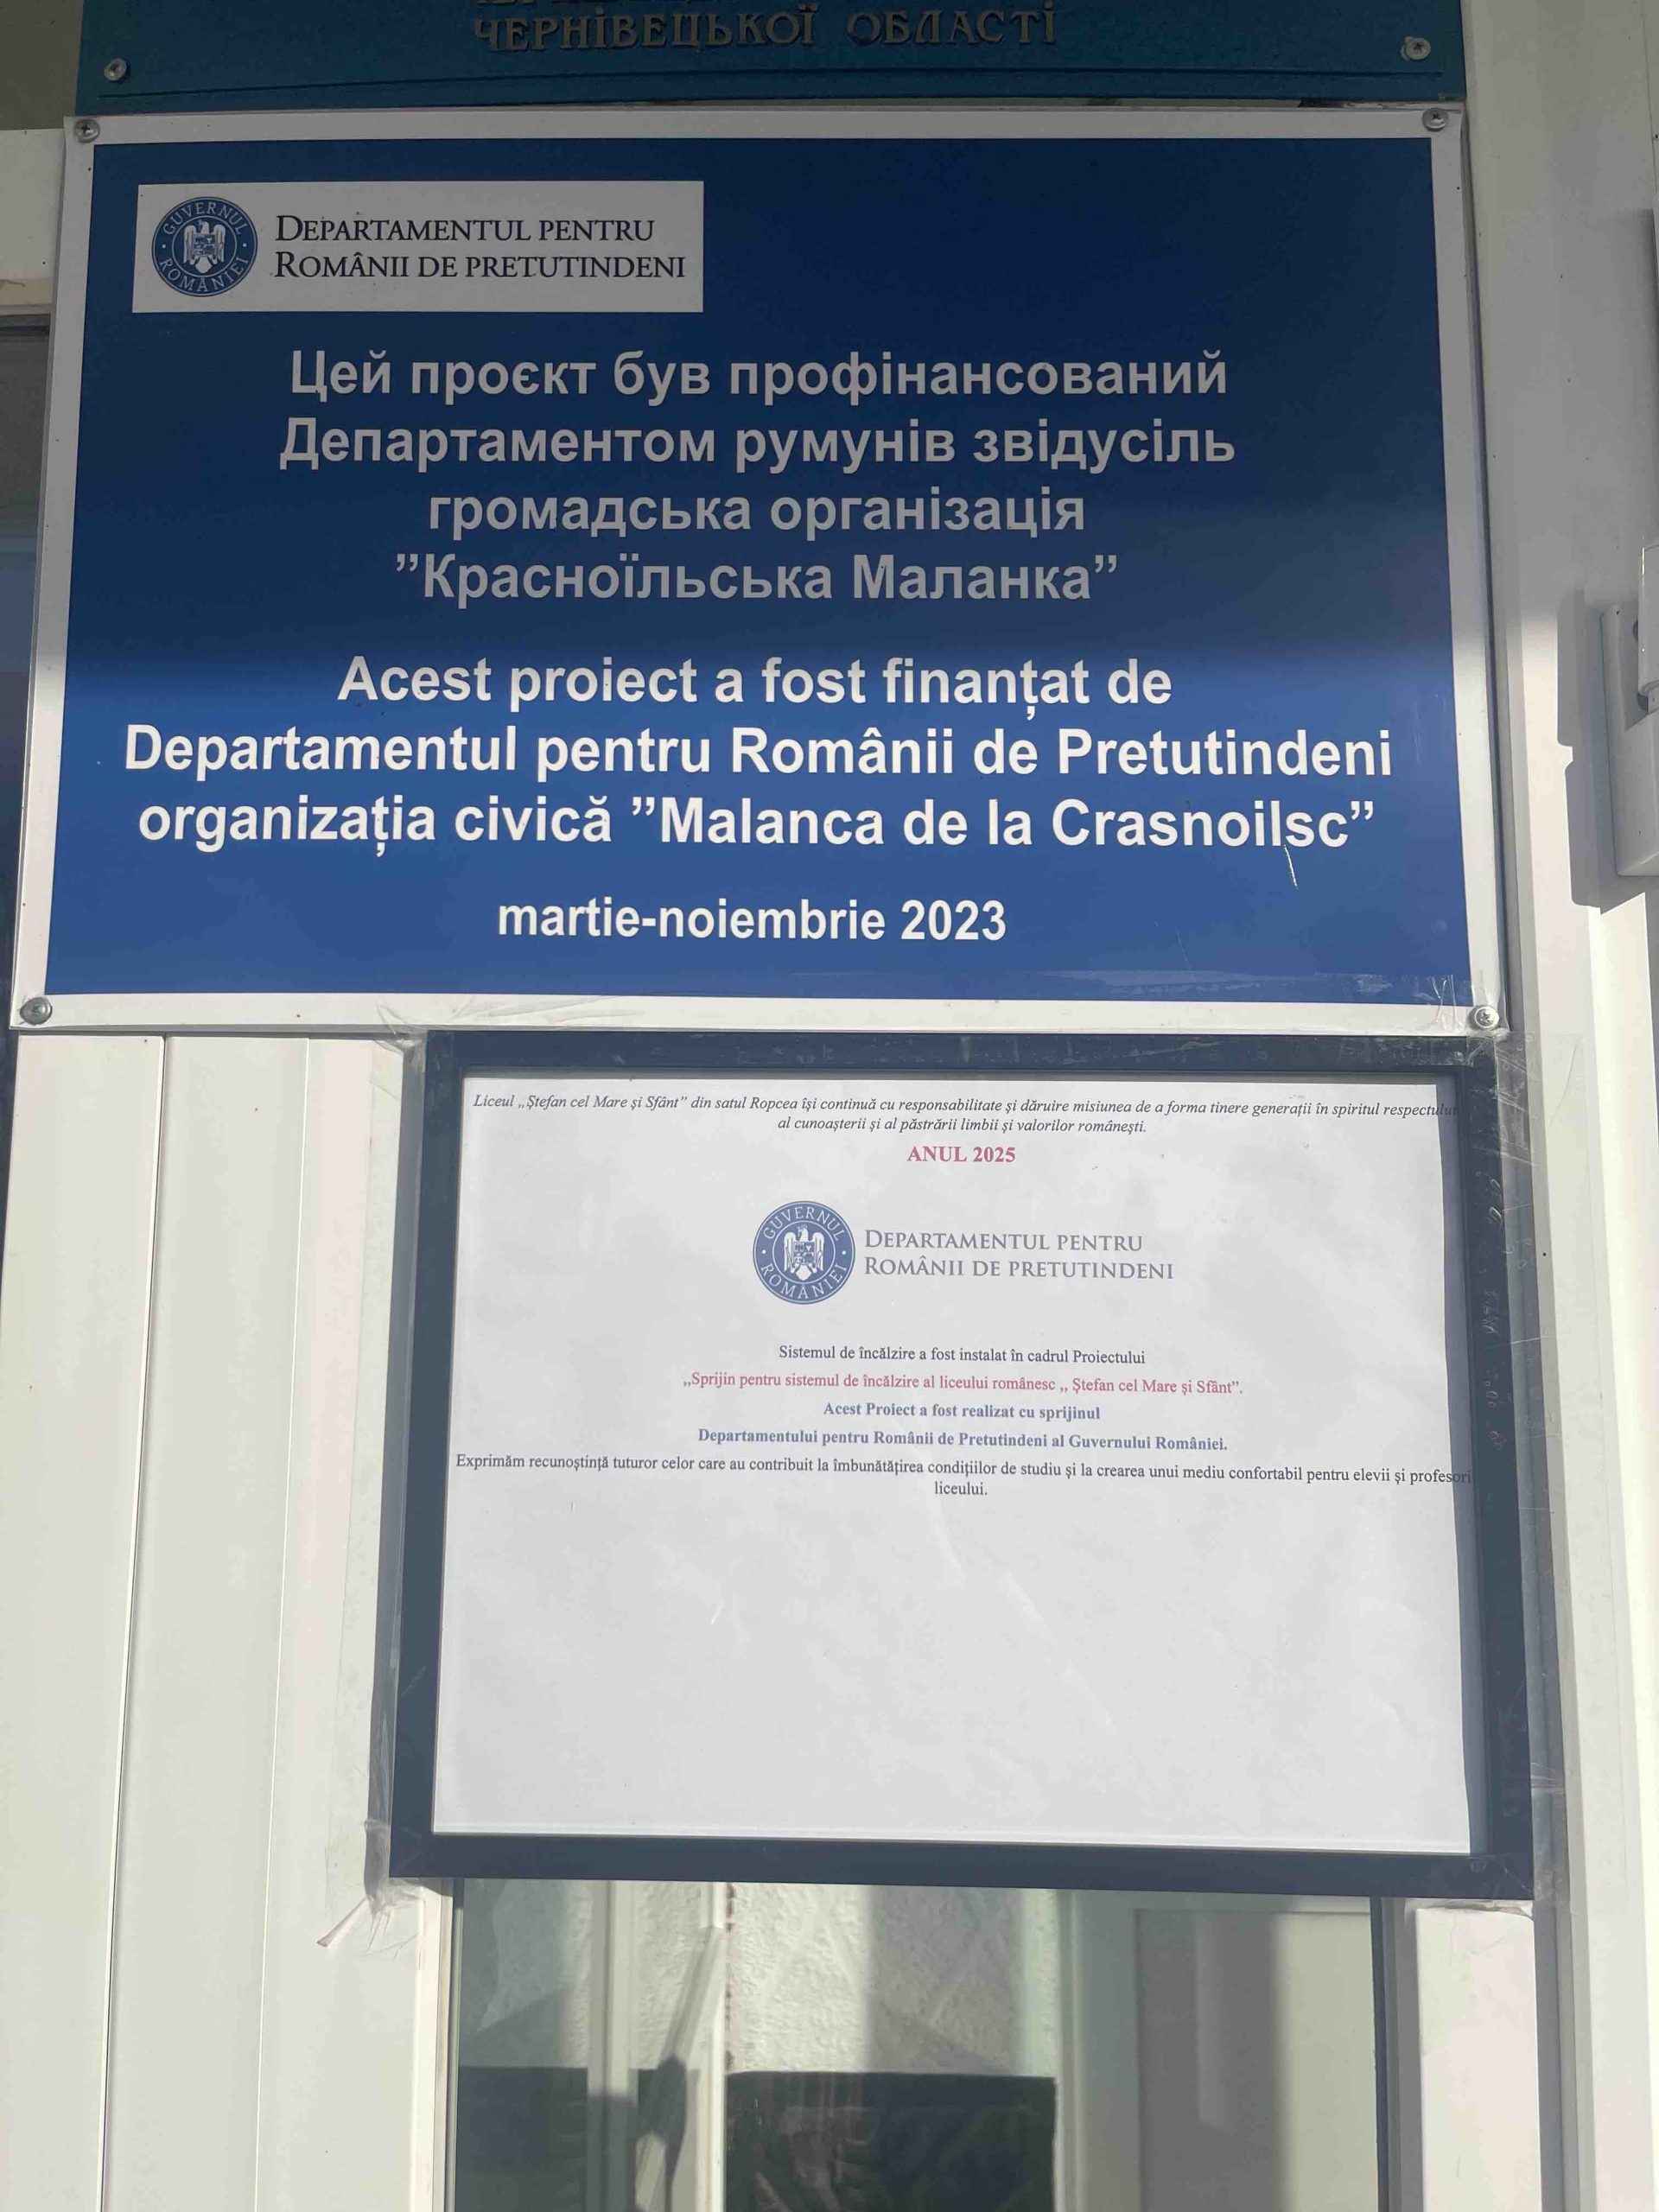 ЧЕРНІВЕЦЬКОЇ ОБЛАСТІ
GUVERNUL ROMÂNIEI
DEPARTAMENTUL PENTRU
ROMÂNII DE PRETUTINDENI
Цей проєкт був профінансований
Департаментом румунів звідусіль
громадська організація
”Красноїльська Маланка”
Acest proiect a fost finanțat de
Departamentul pentru Românii de Pretutindeni
organizația civică ”Malanca de la Crasnoilsc”
martie-noiembrie 2023
Liceul „Ștefan cel Mare și Sfânt” din satul Ropcea își continuă cu responsabilitate și dăruire misiunea de a forma tinere generații în spiritul respectului
al cunoașterii și al păstrării limbii și valorilor românești.
ANUL 2025
GUVERNUL ROMÂNIEI
DEPARTAMENTUL PENTRU
ROMÂNII DE PRETUTINDENI
Sistemul de încălzire a fost instalat în cadrul Proiectului
„Sprijin pentru sistemul de încălzire al liceului românesc „ Ștefan cel Mare și Sfânt”.
Acest Proiect a fost realizat cu sprijinul
Departamentului pentru Românii de Pretutindeni al Guvernului României.
Exprimăm recunoștință tuturor celor care au contribuit la îmbunătățirea condițiilor de studiu și la crearea unui mediu confortabil pentru elevii și profesori
liceului.